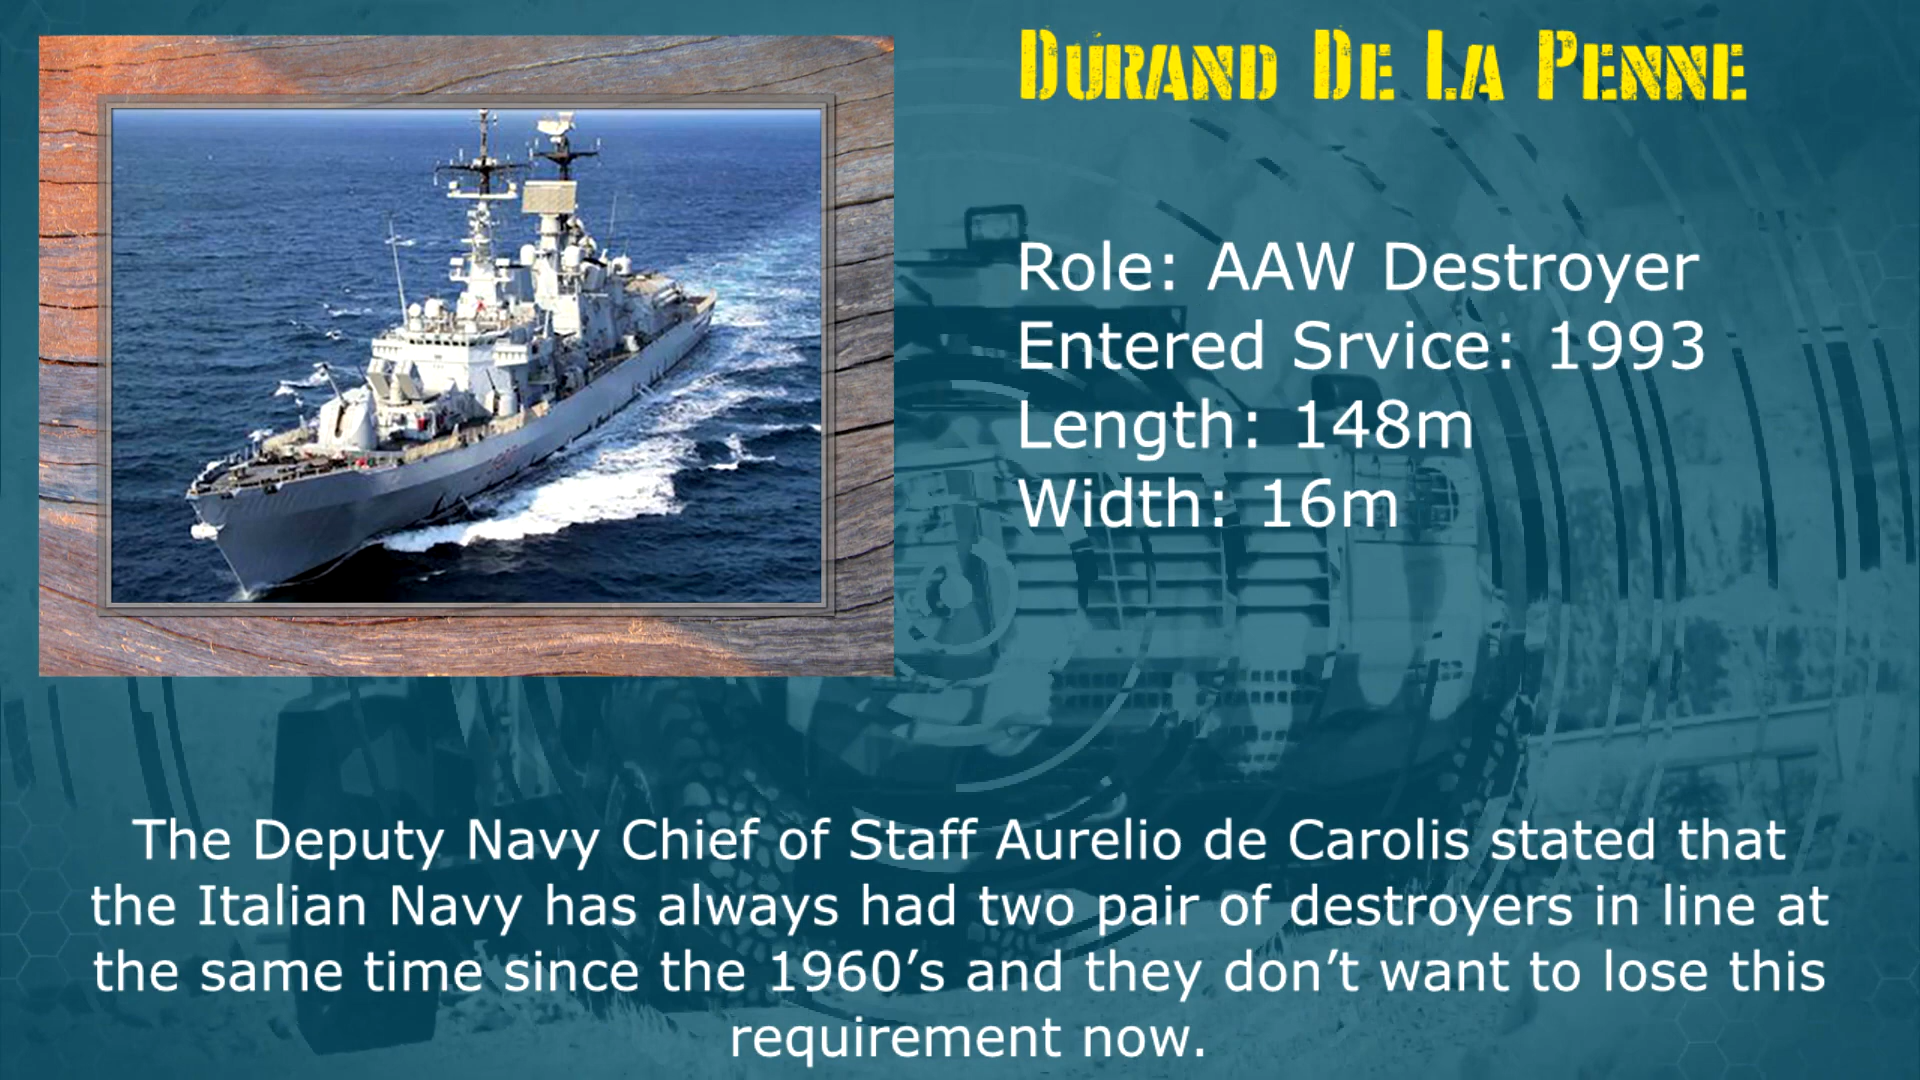 Durand De La Penne
Role: AAW Destroyer
Entered Srvice: 1993
Length: 148m
Width: 16m
The Deputy Navy Chief of Staff Aurelio de Carolis stated that
the Italian Navy has always had two pair of destroyers in line at
the same time since the 1960’s and they don’t want to lose this
requirement now.